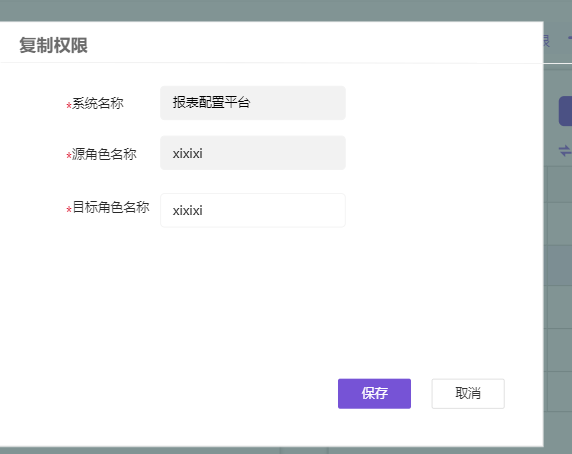 复制权限
*系统名称 报表配置平台
*源角色名称 xixixi
*目标角色名称 xixixi
保存 取消